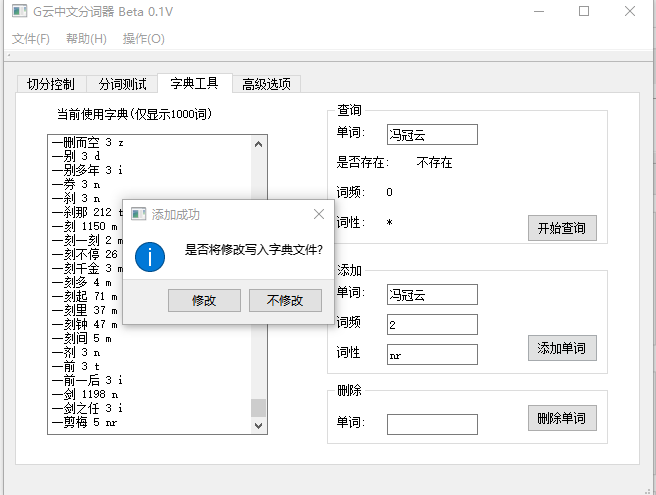 G云中文分词器 Beta 0.1V
文件(F) 帮助(H) 操作(O)
切分控制 分词测试 字典工具 高级选项
当前使用字典(仅显示1000词)
一删而空 3 z
一别 3 d
一别多年 3 i
一券 3 n
一刹 3 n
一刹那 212 t
一刻 1150 m
一刻一刻 2 m
一刻不停 26
一刻千金 3 m
一刻多 4 m
一刻起 71 m
一刻里 37 m
一刻钟 47 m
一刻间 5 m
一剂 3 n
一前 3 t
一前一后 3 i
一剑 1198 n
一剑之任 3 i
一剪梅 5 nr
添加成功
是否将修改写入字典文件?
修改 不修改
查询
单词: 冯冠云
是否存在: 不存在
词频: 0
词性: *
开始查询
添加
单词: 冯冠云
词频 2
词性 nr
添加单词
删除
单词:
删除单词